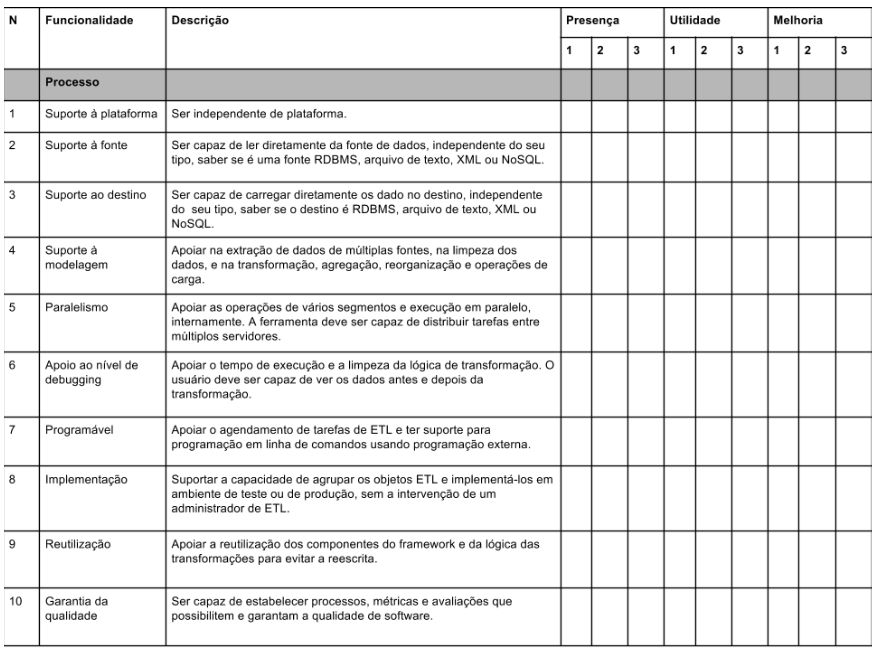 N Funcionalidade Descrição Presença Utilidade Melhoria
1 2 3 1 2 3 1 2 3
Processo
1 Suporte à plataforma Ser independente de plataforma.
2 Suporte à fonte Ser capaz de ler diretamente da fonte de dados, independente do seu
tipo, saber se é uma fonte RDBMS, arquivo de texto, XML ou NoSQL.
3 Suporte ao destino Ser capaz de carregar diretamente os dado no destino, independente
do seu tipo, saber se o destino é RDBMS, arquivo de texto, XML ou
NoSQL.
4 Suporte à Apoiar na extração de dados de múltiplas fontes, na limpeza dos
modelagem dados, e na transformação, agregação, reorganização e operações de
carga.
5 Paralelismo Apoiar as operações de vários segmentos e execução em paralelo,
internamente. A ferramenta deve ser capaz de distribuir tarefas entre
múltiplos servidores.
6 Apoio ao nível de Apoiar o tempo de execução e a limpeza da lógica de transformação. O
debugging usuário deve ser capaz de ver os dados antes e depois da
transformação.
7 Programável Apoiar o agendamento de tarefas de ETL e ter suporte para
programação em linha de comandos usando programação externa.
8 Implementação Suportar a capacidade de agrupar os objetos ETL e implementá-los em
ambiente de teste ou de produção, sem a intervenção de um
administrador de ETL.
9 Reutilização Apoiar a reutilização dos componentes do framework e da lógica das
transformações para evitar a reescrita.
10 Garantia da Ser capaz de estabelecer processos, métricas e avaliações que
qualidade possibilitem e garantam a qualidade de software.